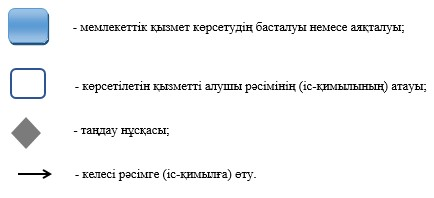 - мемлекеттік қызмет көрсетудің басталуы немесе аяқталуы;
- көрсетілетін қызметті алушы рәсімінің (іс-қимылының) атауы;
- таңдау нұсқасы;
- келесі рәсімге (іс-қимылға) өту.